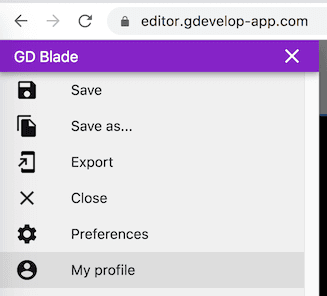 editor.gdevelop-app.com
GD Blade
Save
Save as...
Export
Close
Preferences
My profile